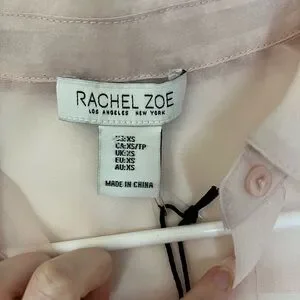 RACHEL ZOE
LOS ANGELES NEW YORK
US:XS
CA:XS/TP
UK:XS
EU:XS
AU:XS
MADE IN CHINA